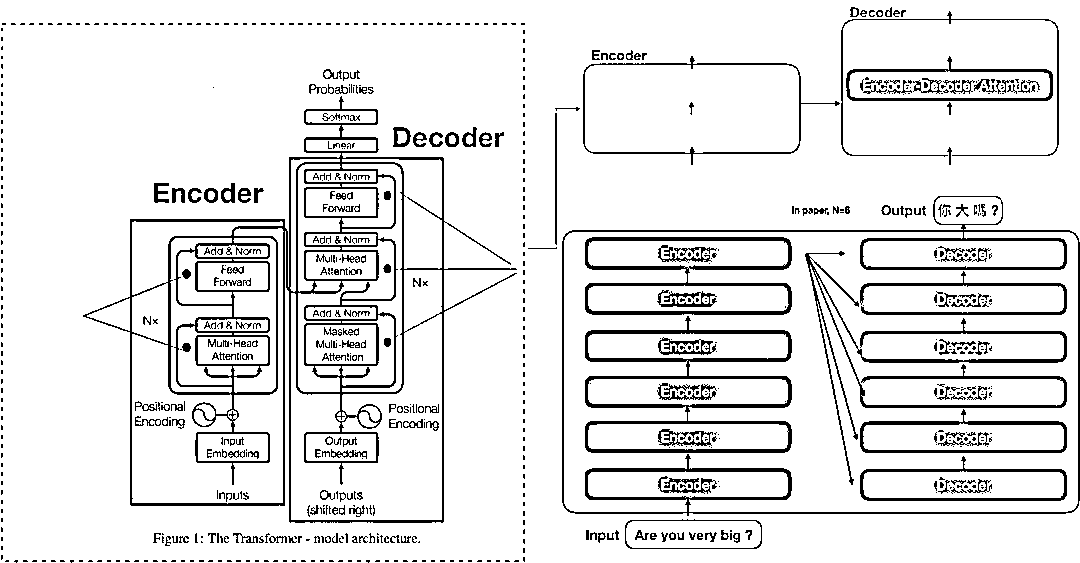 Output
Probabilities
Softmax
Linear
Decoder
Add & Norm
Feed
Forward
Add & Norm
Multi-Head
Attention
Nx
Add & Norm
Masked
Multi-Head
Attention
Positional
Encoding
Output
Embedding
Outputs
(shifted right)
Encoder
Add & Norm
Feed
Forward
Nx
Add & Norm
Multi-Head
Attention
Positional
Encoding
Input
Embedding
Inputs
Figure 1: The Transformer - model architecture.
Encoder
Decoder
Encoder-Decoder Attention
In paper, N=6
Output 你 大 嗎 ?
Encoder
Encoder
Encoder
Encoder
Encoder
Encoder
Decoder
Decoder
Decoder
Decoder
Decoder
Decoder
Input Are you very big ?